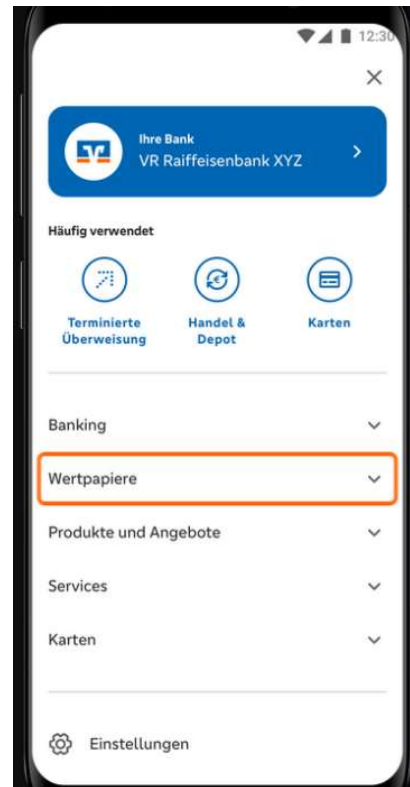 12:30
Ihre Bank
VR Raiffeisenbank XYZ
Häufig verwendet
Terminierte
Überweisung
Handel &
Depot
Karten
Banking
Wertpapiere
Produkte und Angebote
Services
Karten
Einstellungen